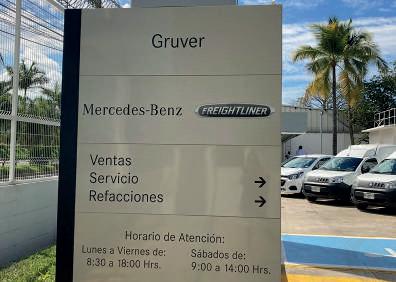 Gruver
Mercedes-Benz FREIGHTLINER
Ventas
Servicio →
Refacciones →
Horario de Atención:
Lunes a Viernes de: Sábados de:
8:30 a 18:00 Hrs. 9:00 a 14:00 Hrs.